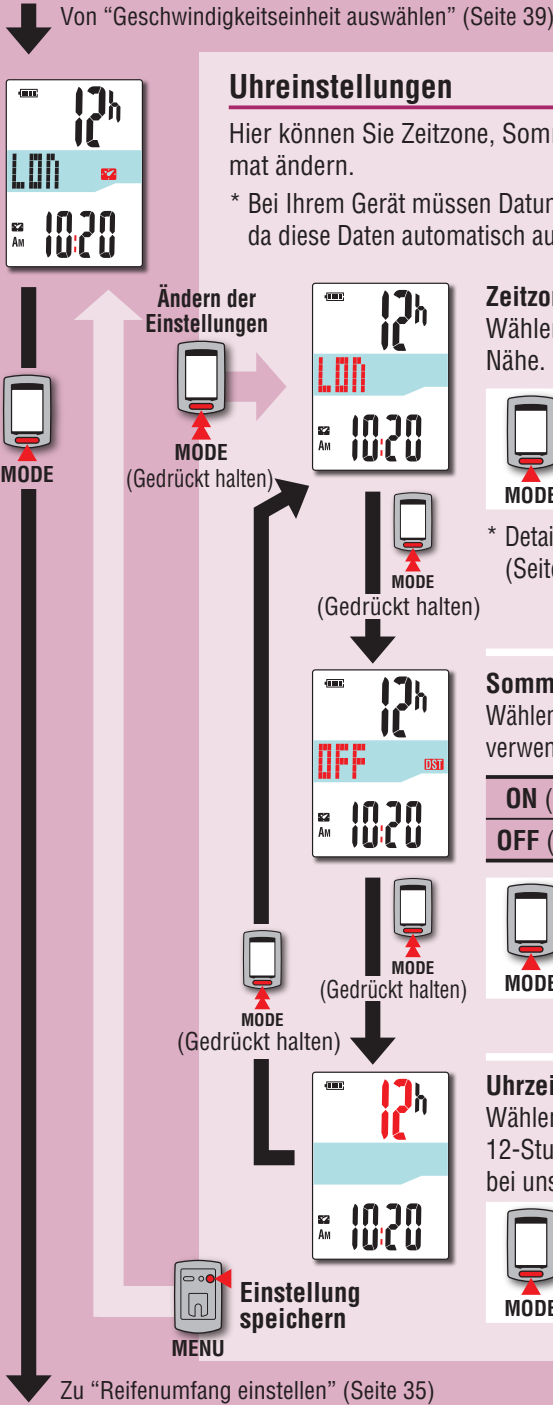 Von “Geschwindigkeitseinheit auswählen” (Seite 39)
12h
LON
AM 10:20
Uhreinstellungen
Hier können Sie Zeitzone, Som
mat ändern.
* Bei Ihrem Gerät müssen Datu
da diese Daten automatisch au
MODE
Ändern der
Einstellungen
MODE
(Gedrückt halten)
12h
LON
AM 10:20
Zeitzo
Wähle
Nähe.
MODE
* Detai
(Seite
MODE
(Gedrückt halten)
12h
OFF DST
AM 10:20
Somm
Wähle
verwen
ON (
OFF (
MODE
MODE
(Gedrückt halten)
MODE
(Gedrückt halten)
12h
AM 10:20
Uhrzei
Wähle
12-Stu
bei uns
MODE
MENU
Einstellung
speichern
Zu “Reifenumfang einstellen” (Seite 35)